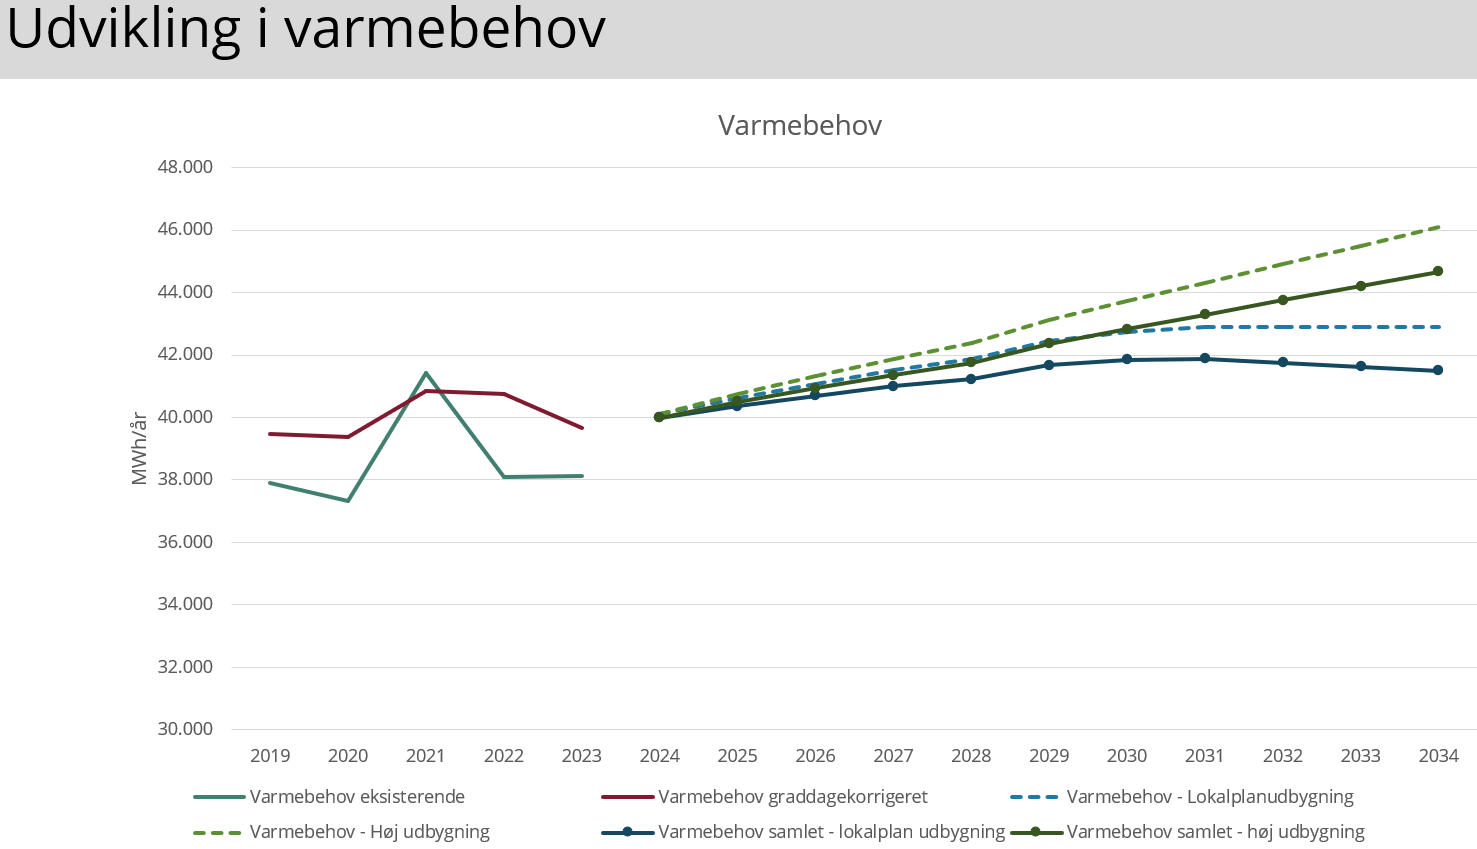 Udvikling i varmebehov
Varmebehov
48.000
46.000
44.000
42.000
40.000
38.000
36.000
34.000
32.000
30.000
MWh/år
2019 2020 2021 2022 2023 2024 2025 2026 2027 2028 2029 2030 2031 2032 2033 2034
Varmebehov eksisterende Varmebehov graddagekorrigeret Varmebehov - Lokalplanudbygning
Varmebehov - Høj udbygning Varmebehov samlet - lokalplan udbygning Varmebehov samlet - høj udbygning